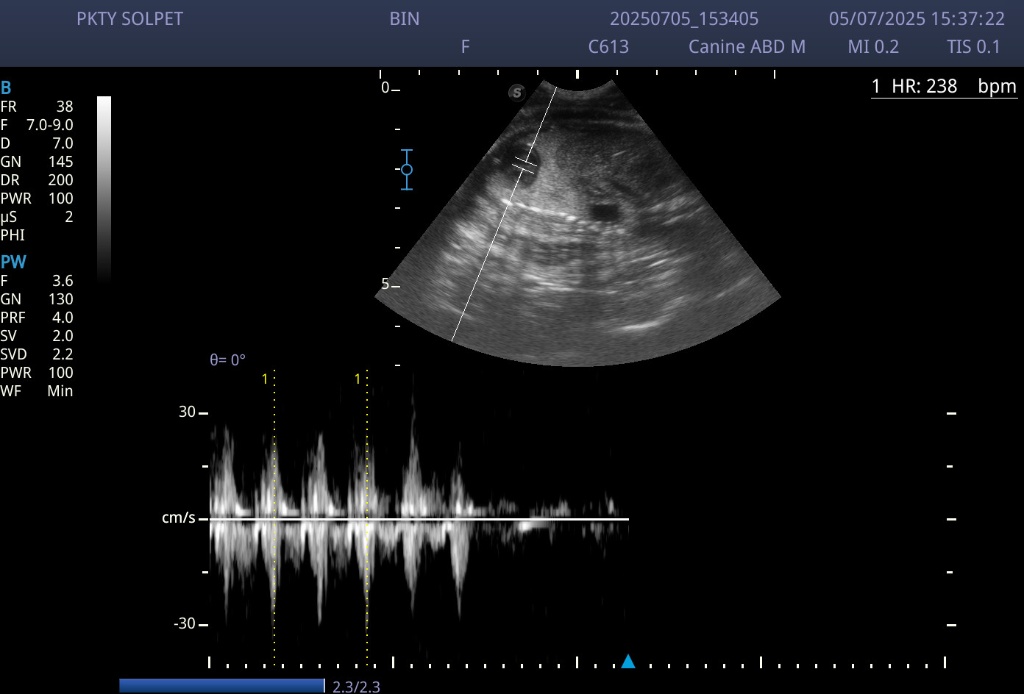 PKTY SOLPET BIN 20250705_153405 05/07/2025 15:37:22
F C613 Canine ABD M MI 0.2 TIS 0.1
B
FR 38
F 7.0-9.0
D 7.0
GN 145
DR 200
PWR 100
µS 2
PHI
PW
F 3.6
GN 130
PRF 4.0
SV 2.0
SVD 2.2
PWR 100
WF Min
0
S
1 HR: 238 bpm
5
θ= 0°
1 1
30
cm/s
-30
2.3/2.3